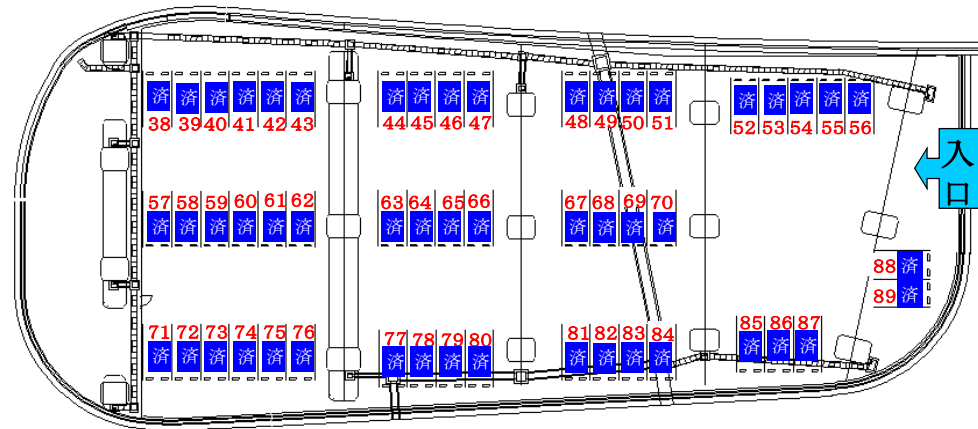 済 済 済 済 済 済 済 済 済 済 済 済 済 済 済 済 済 済 済
38 39 40 41 42 43 44 45 46 47 48 49 50 51 52 53 54 55 56
入口
57 58 59 60 61 62 63 64 65 66 67 68 69 70
済 済 済 済 済 済 済 済 済 済 済 済 済 済
88 済
89 済
71 72 73 74 75 76 77 78 79 80 81 82 83 84 85 86 87
済 済 済 済 済 済 済 済 済 済 済 済 済 済 済 済 済